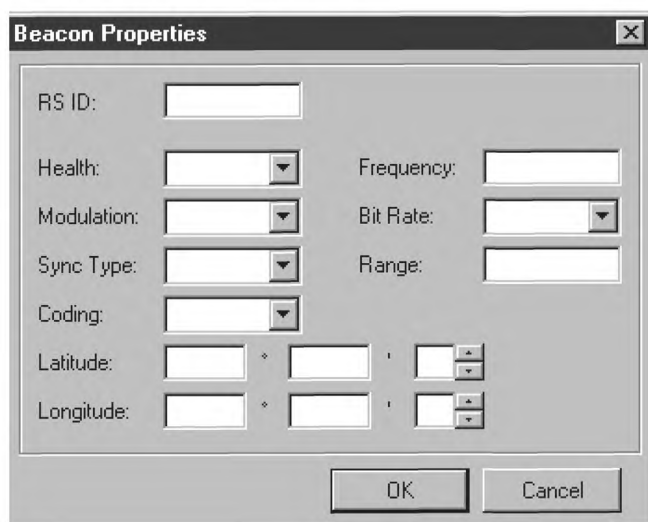 Beacon Properties
RS ID:
Health:
Frequency:
Modulation:
Bit Rate:
Sync Type:
Range:
Coding:
Latitude: ° '
Longitude: ° '
OK
Cancel